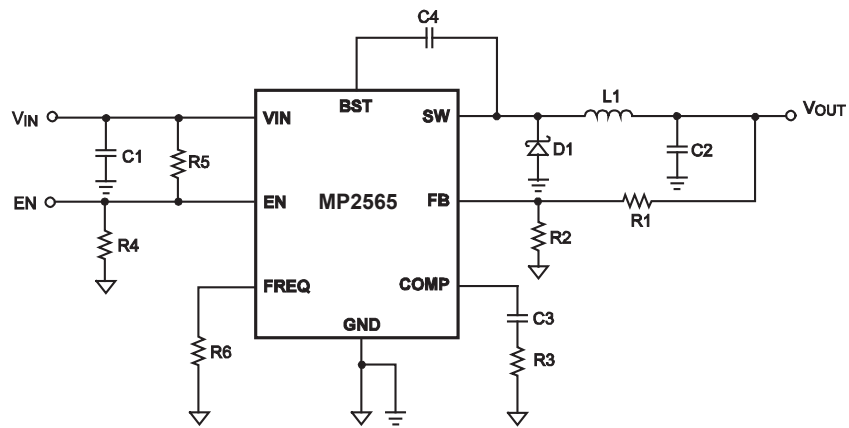 C4
BST
VIN
VIN
SW
L1
VOUT
C1
R5
D1
C2
EN
EN
MP2565
FB
R1
R4
R2
FREQ
COMP
GND
C3
R6
R3